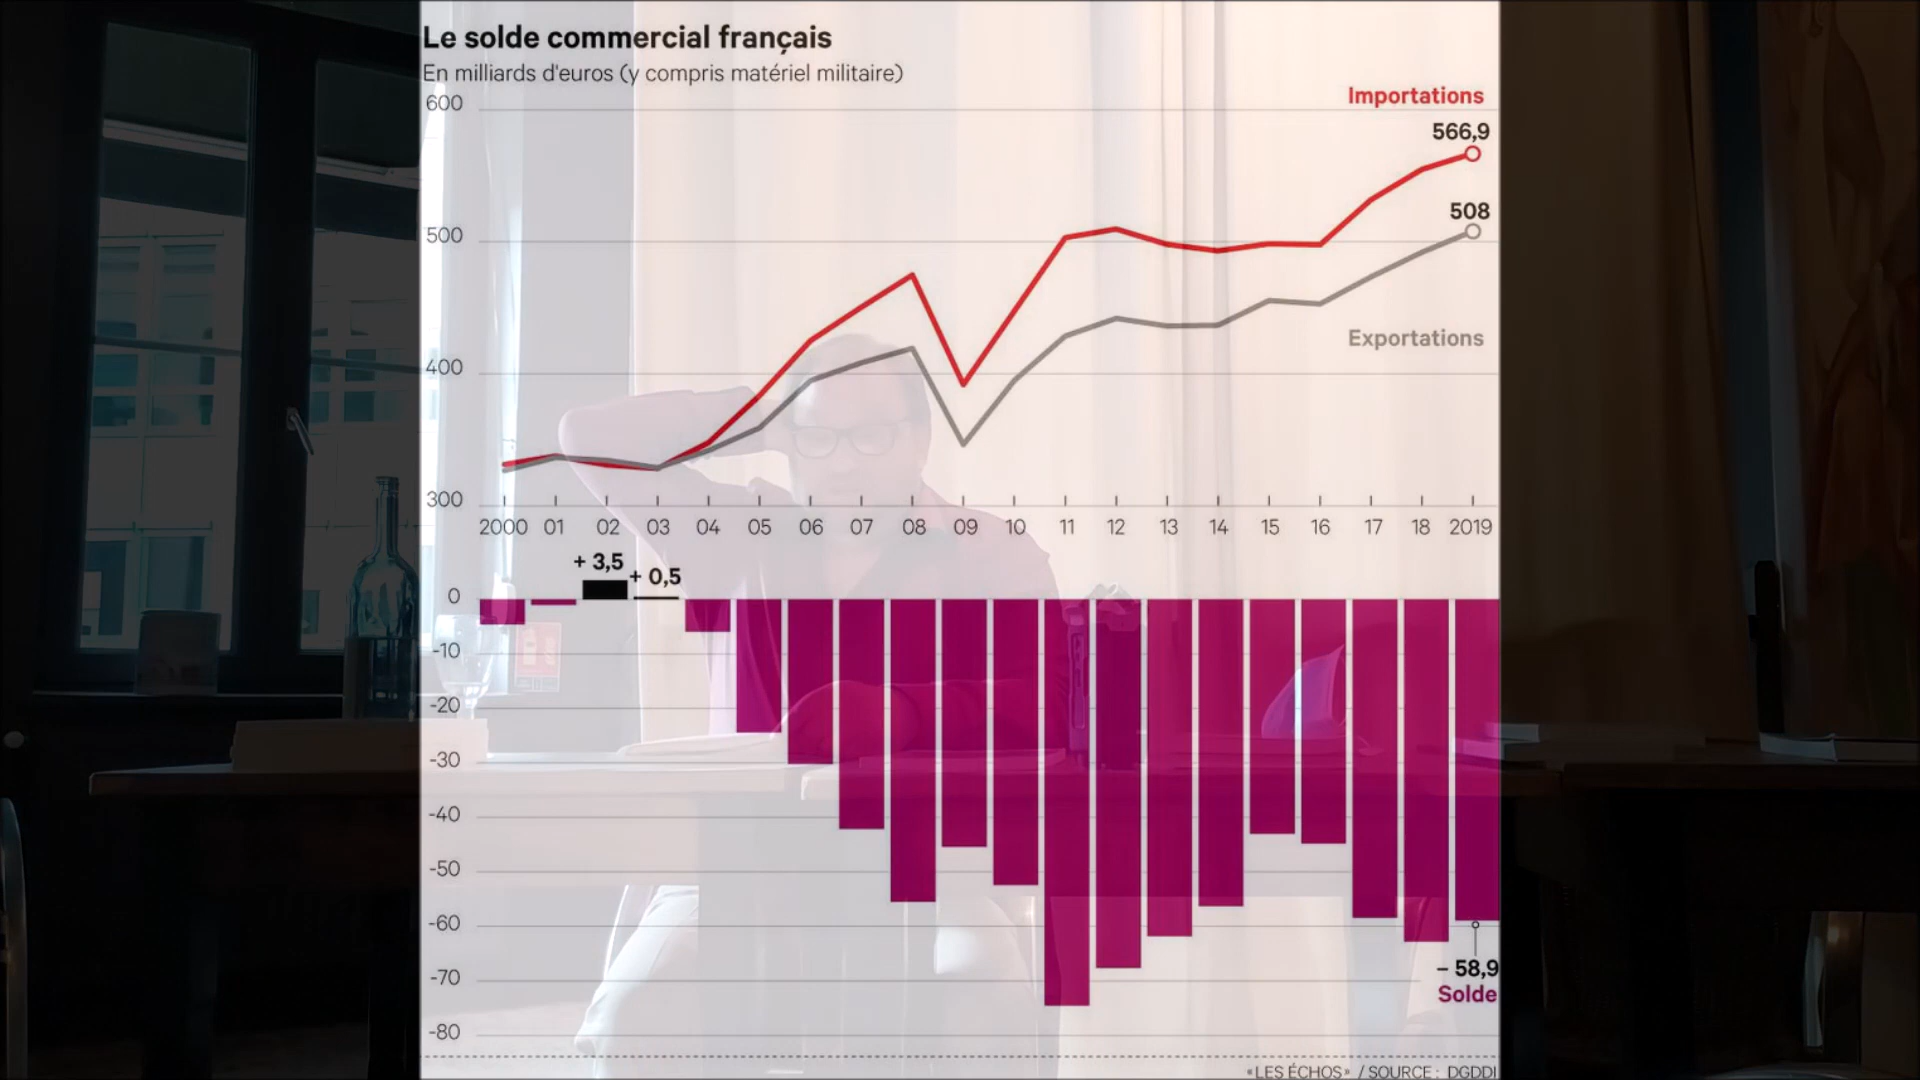 Le solde commercial français
En milliards d'euros (y compris matériel militaire)
600
Importations
566,9
508
500
Exportations
400
300
2000 01 02 03 04 05 06 07 08 09 10 11 12 13 14 15 16 17 18 2019
+ 3,5
+ 0,5
0
-10
-20
-30
-40
-50
-60
– 58,9
-70
Solde
-80
«LES ÉCHOS» / SOURCE : DGDDI